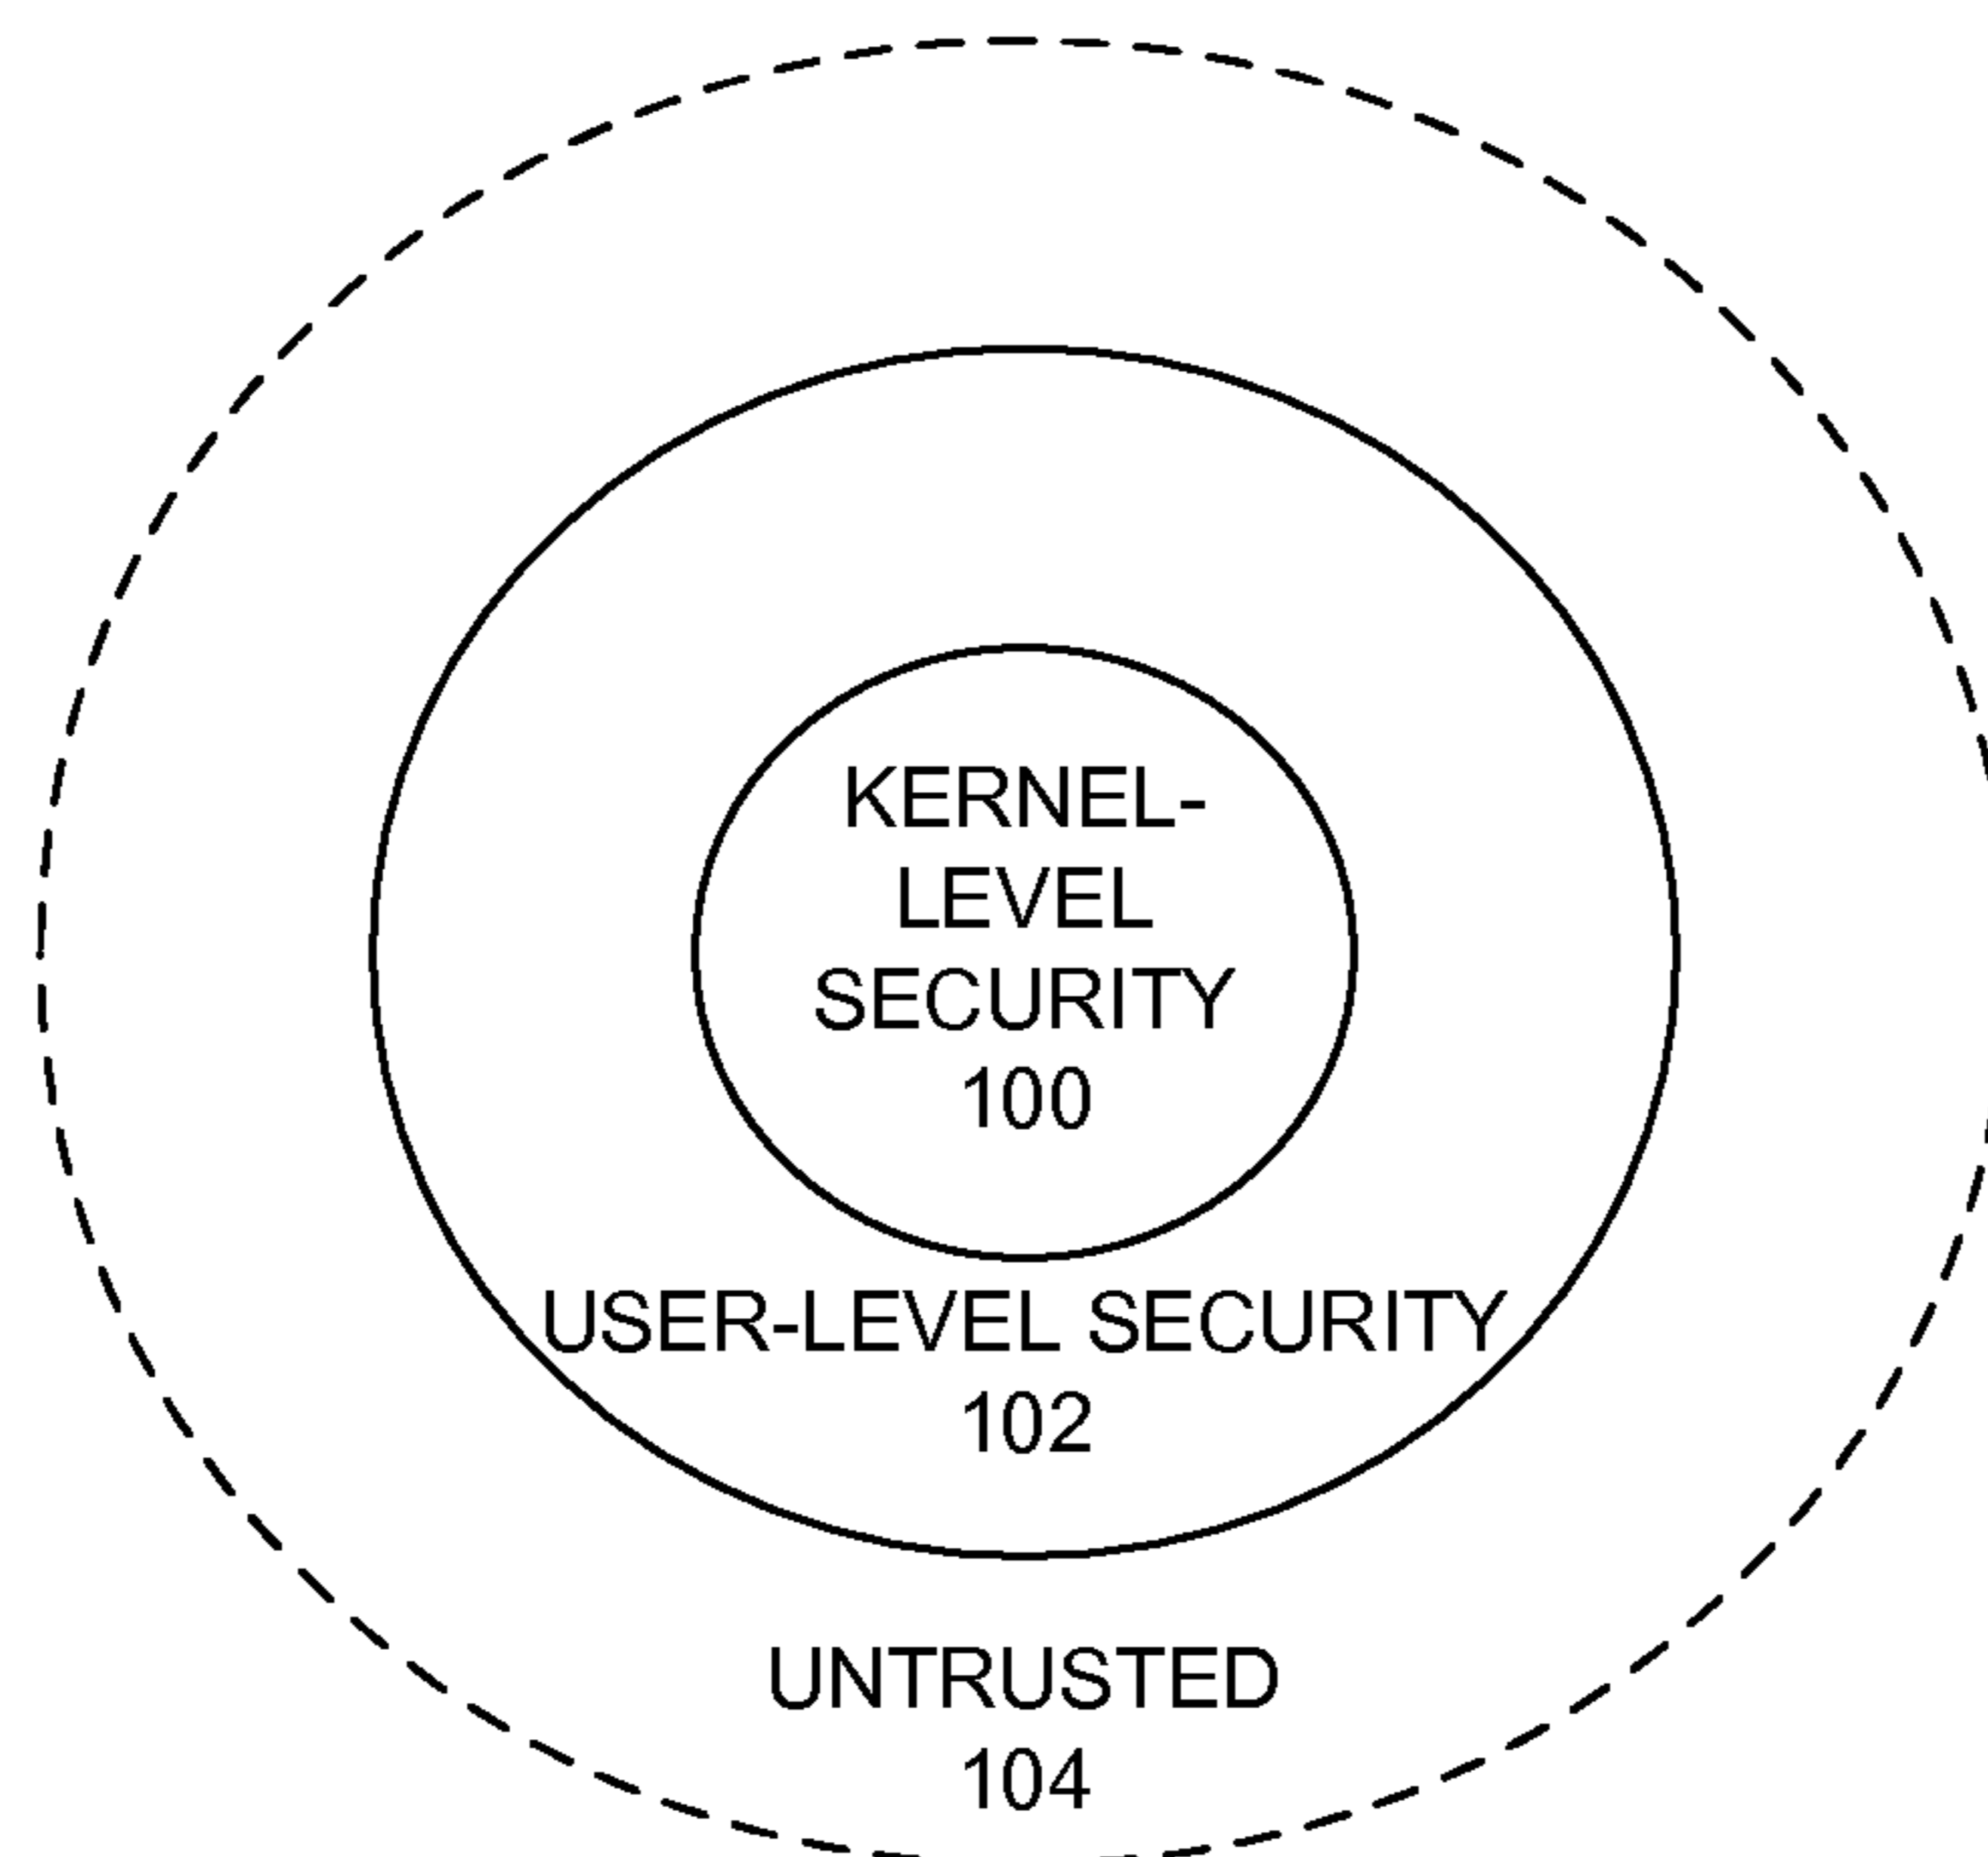 KERNEL-
LEVEL
SECURITY
100
USER-LEVEL SECURITY
102
UNTRUSTED
104